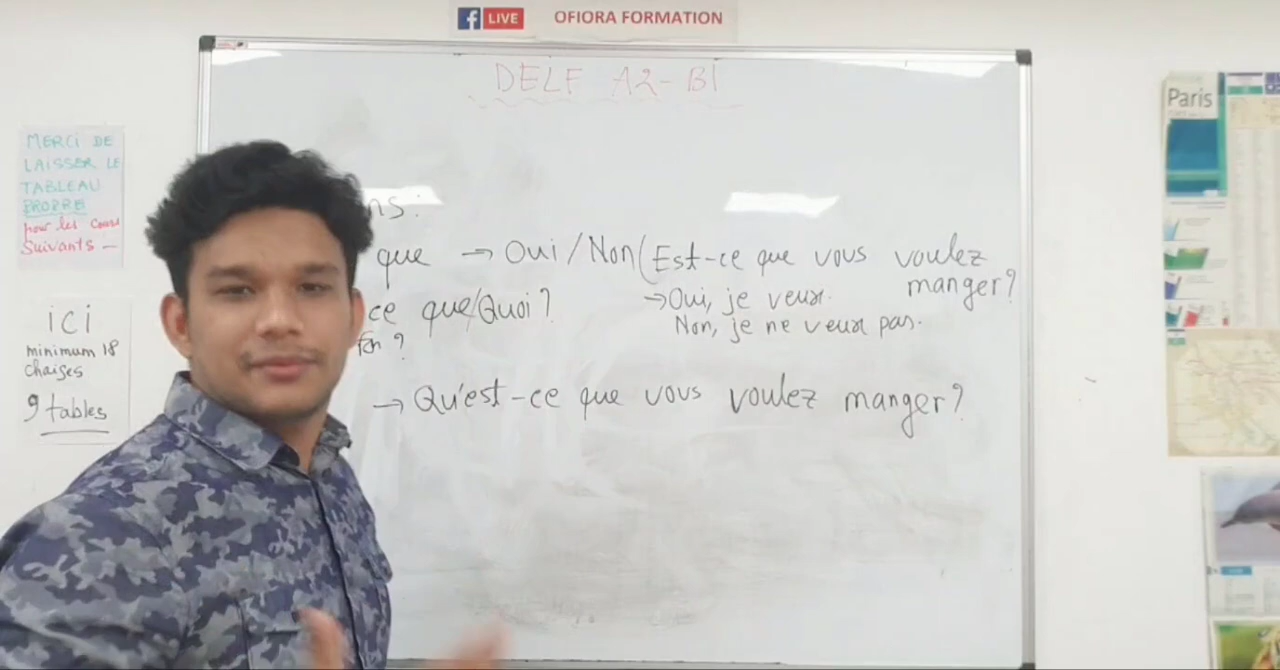 f LIVE OFIORA FORMATION
DELF A2-B1
MERCI DE
LAISSER LE
TABLEAU
PROPRE
pour les cours
suivants -
ns:
que → Oui/Non (Est-ce que vous voulez
manger?
ce que/Quoi?
→ Oui, je veux.
Non, je ne veux pas.
→ Qu'est-ce que vous voulez manger?
ici
minimum 18
chaises
9 tables
Paris